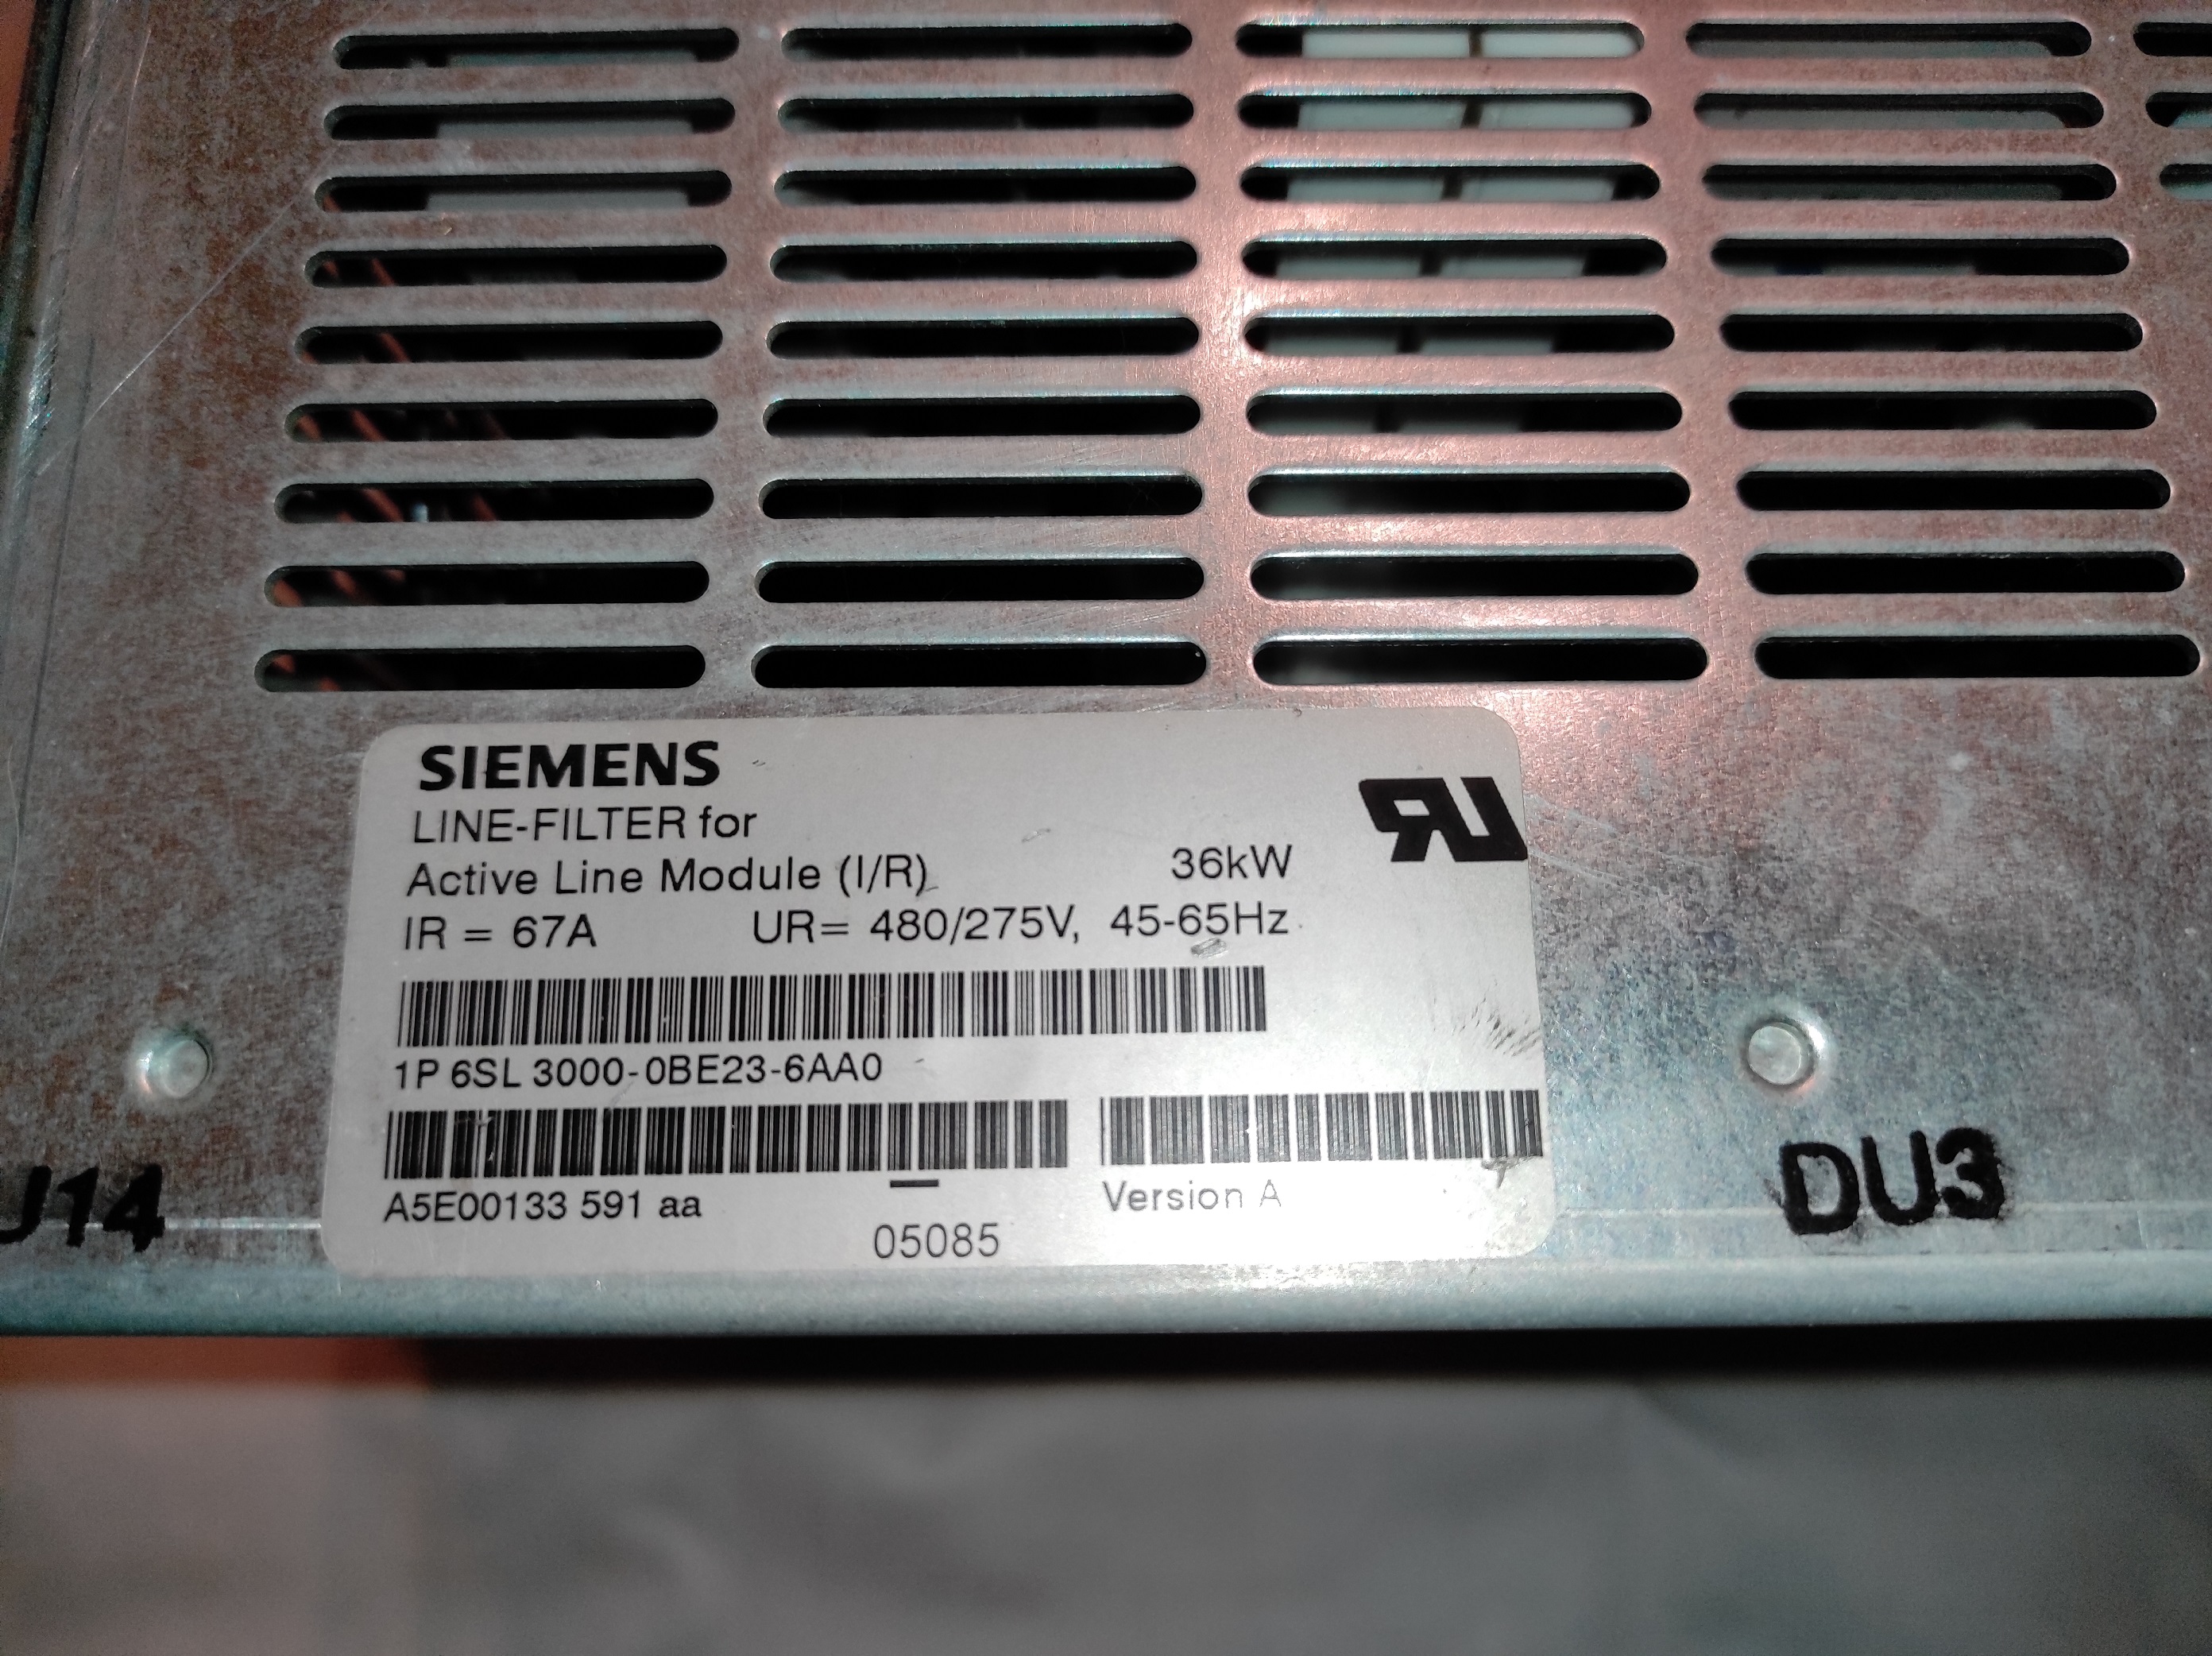 SIEMENS
LINE-FILTER for
Active Line Module (I/R) 36kW
IR = 67A UR= 480/275V, 45-65Hz
1P 6SL 3000-0BE23-6AA0
A5E00133 591 aa
Version A
05085
DU3